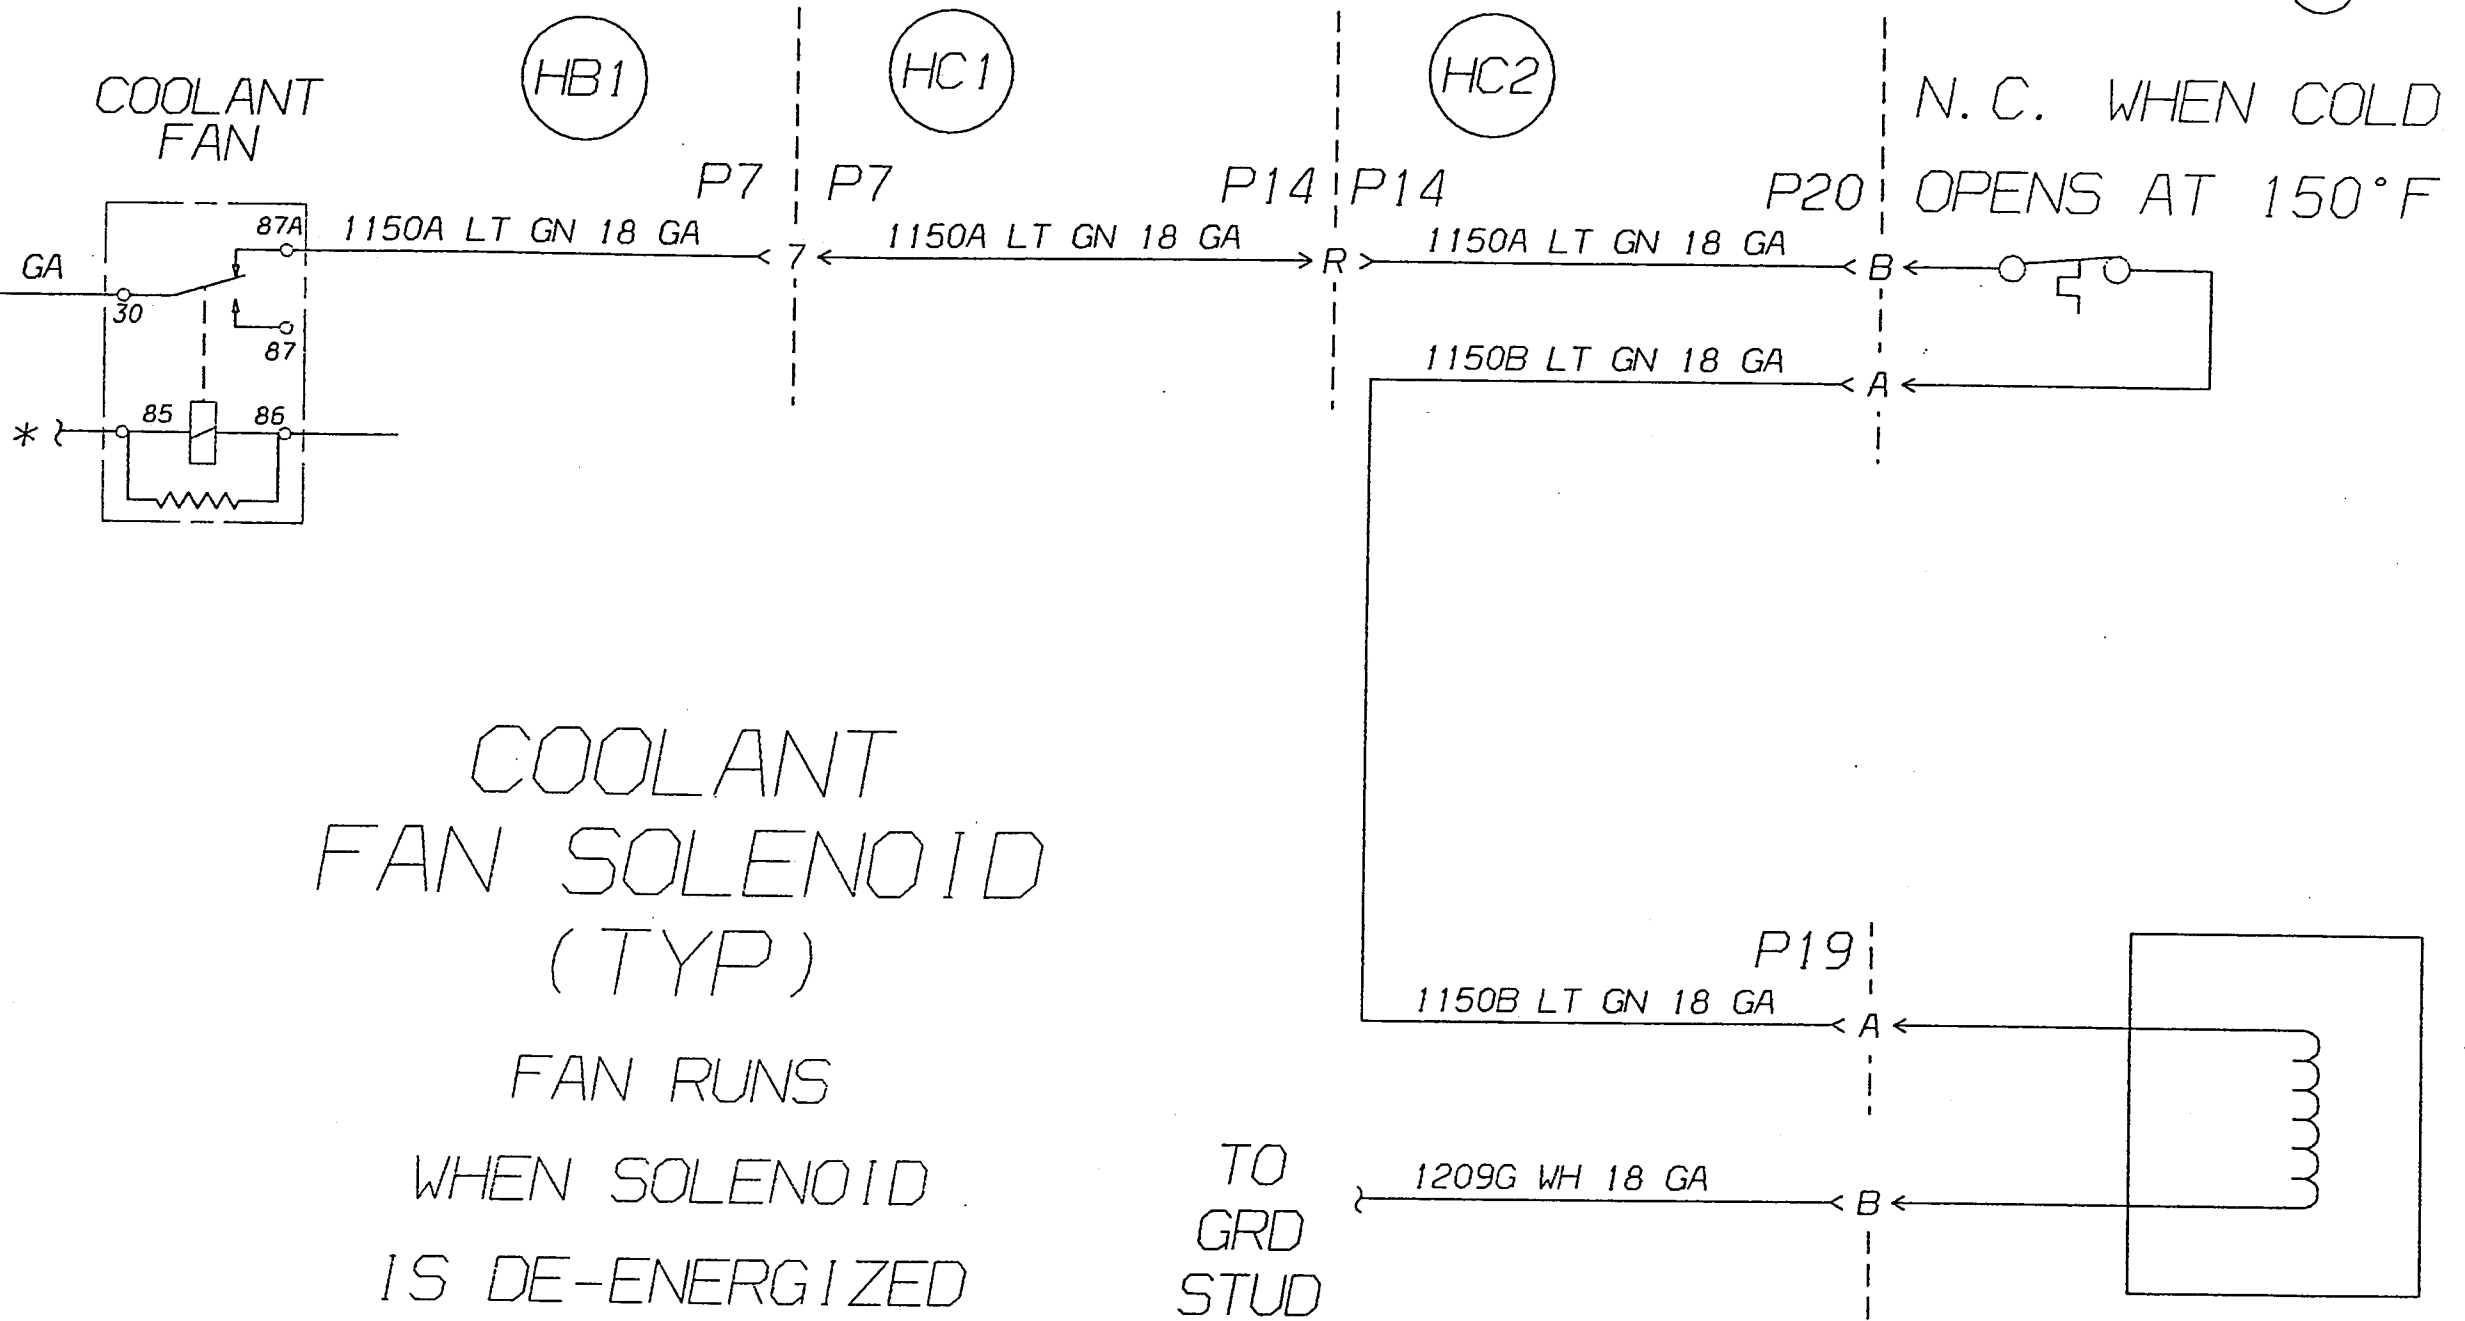 HB1
HC1
HC2
COOLANT
FAN
N.C. WHEN COLD
OPENS AT 150°F
P7
P7
P14
P14
P20
GA
30
87A
87
85
86
*
1150A LT GN 18 GA
7
1150A LT GN 18 GA
R
1150A LT GN 18 GA
B
1150B LT GN 18 GA
A
COOLANT
FAN SOLENOID
(TYP)
FAN RUNS
WHEN SOLENOID
IS DE-ENERGIZED
P19
1150B LT GN 18 GA
A
TO
GRD
STUD
1209G WH 18 GA
B